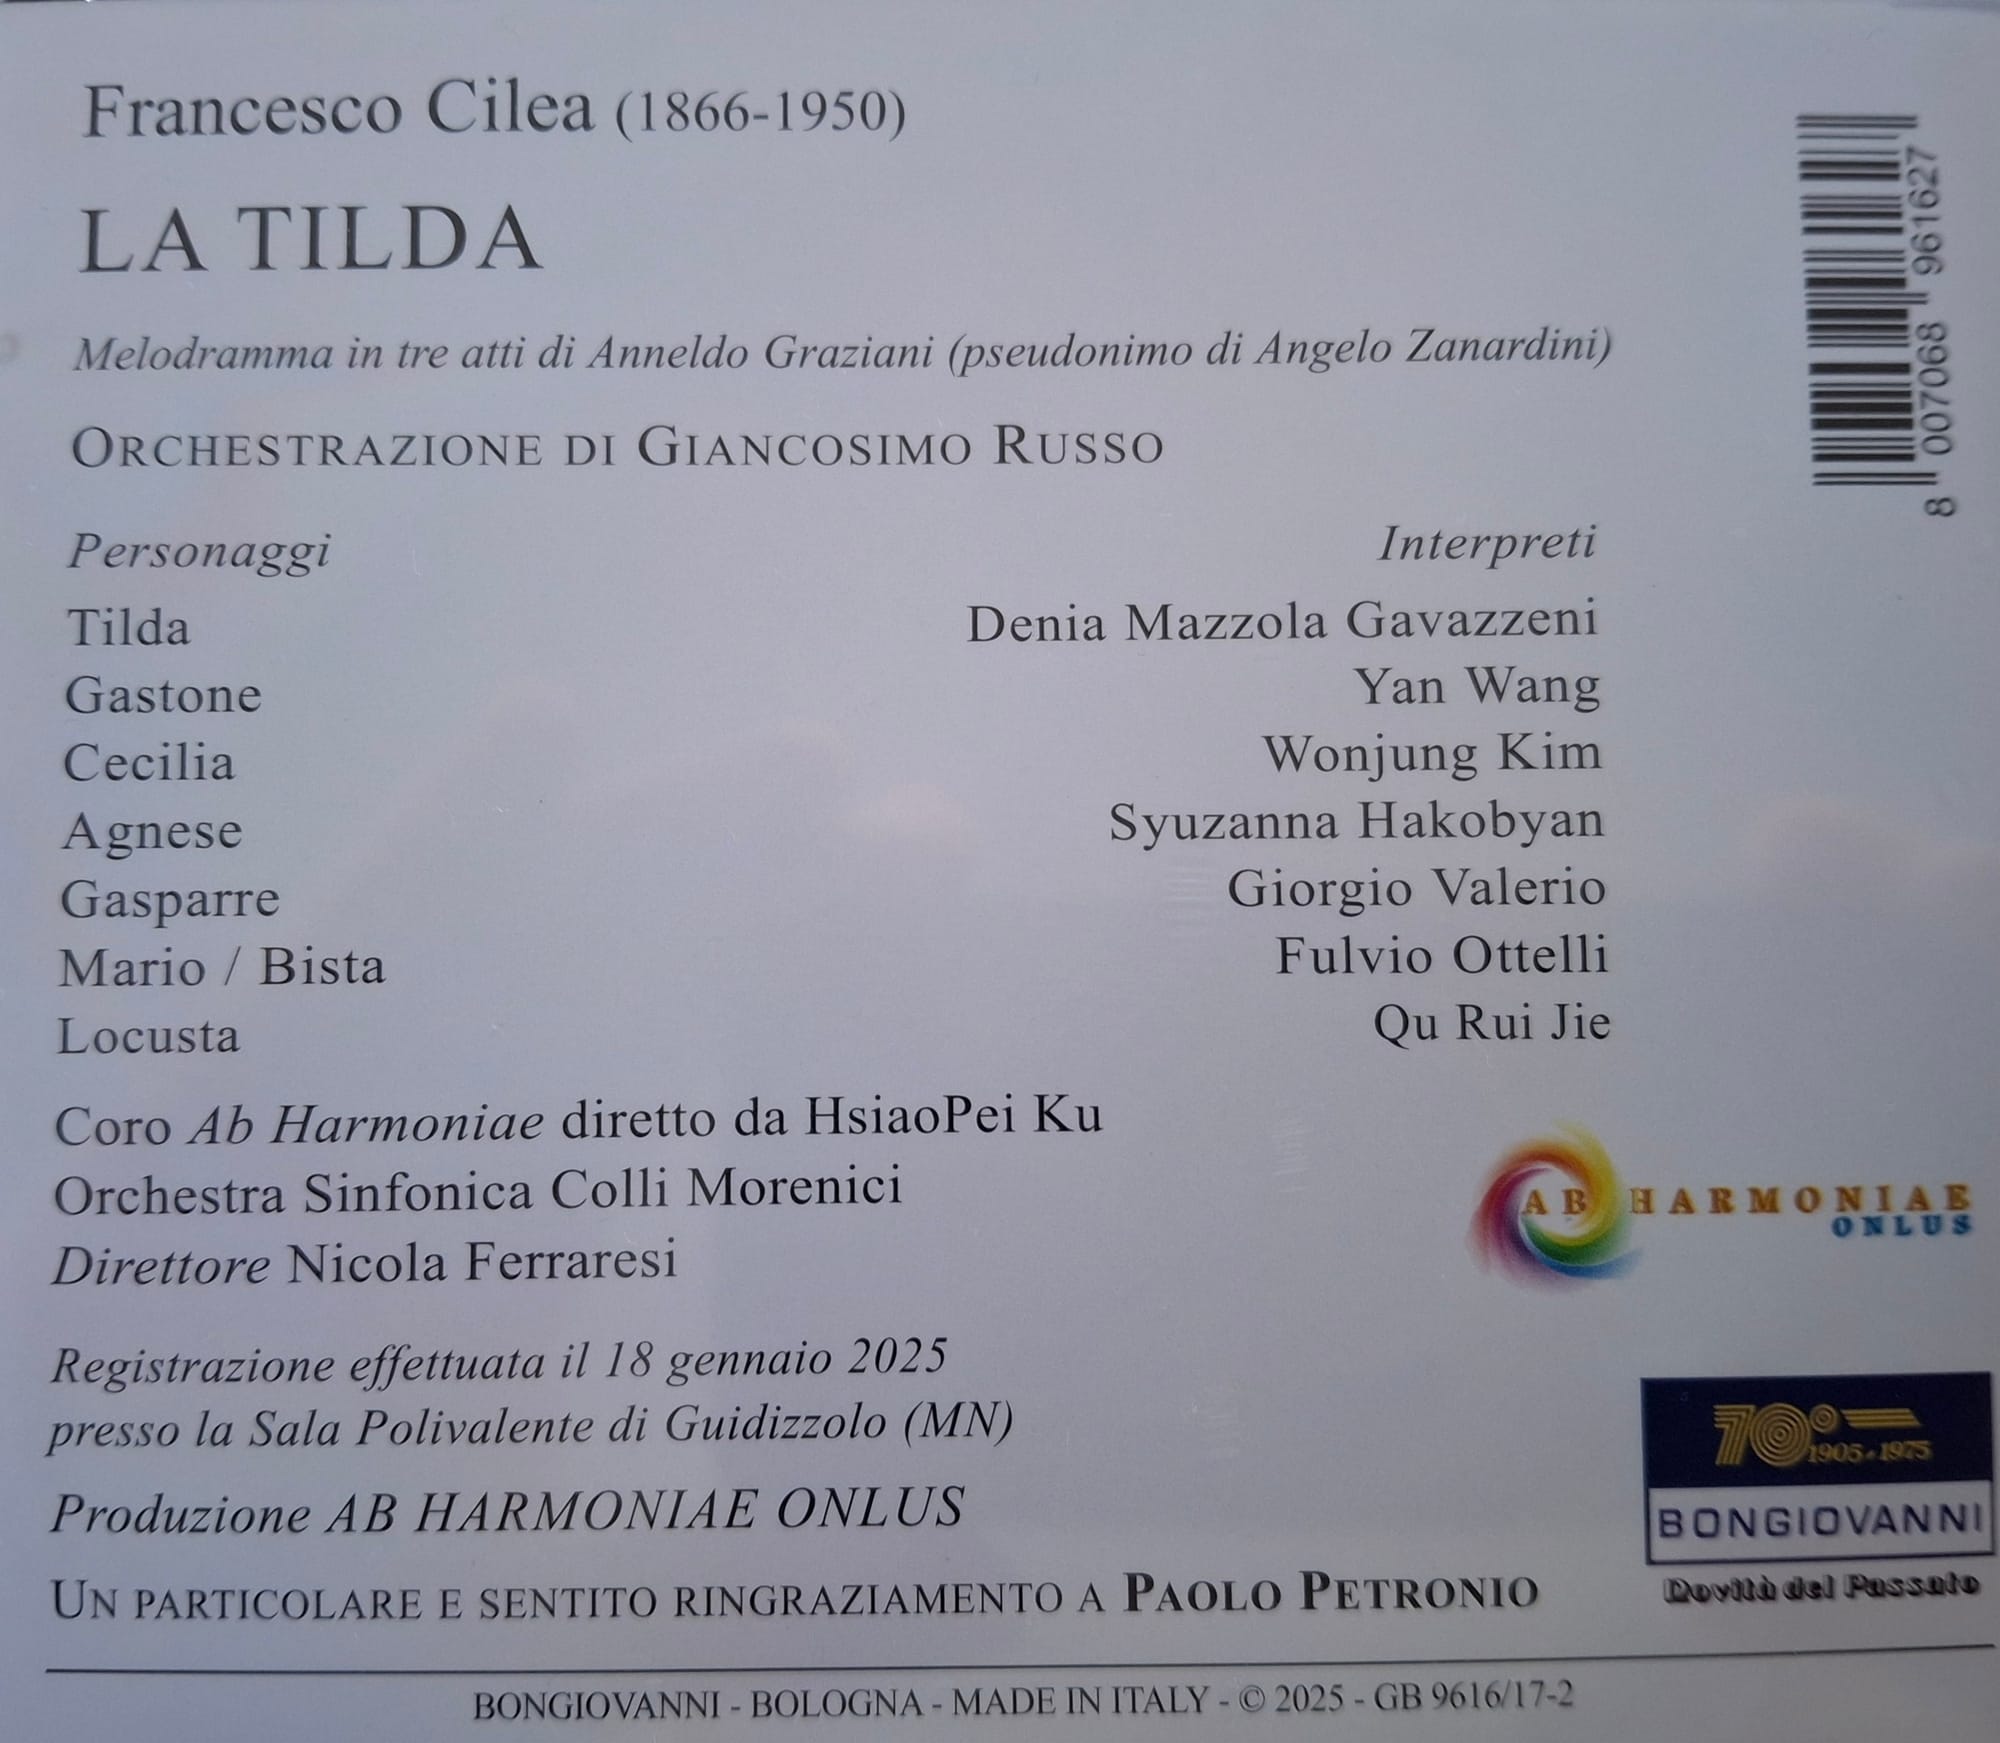 Francesco Cilea (1866-1950)
LA TILDA
Melodramma in tre atti di Anneldo Graziani (pseudonimo di Angelo Zanardini)
ORCHESTRAZIONE DI GIANCOSIMO RUSSO
Personaggi Interpreti
Tilda Denia Mazzola Gavazzeni
Gastone Yan Wang
Cecilia Wonjung Kim
Agnese Syuzanna Hakobyan
Gasparre Giorgio Valerio
Mario / Bista Fulvio Ottelli
Locusta Qu Rui Jie
Coro Ab Harmoniae diretto da HsiaoPei Ku
Orchestra Sinfonica Colli Morenici
Direttore Nicola Ferraresi
Registrazione effettuata il 18 gennaio 2025
presso la Sala Polivalente di Guidizzolo (MN)
Produzione AB HARMONIAE ONLUS
UN PARTICOLARE E SENTITO RINGRAZIAMENTO A PAOLO PETRONIO
BONGIOVANNI - BOLOGNA - MADE IN ITALY - © 2025 - GB 9616/17-2
8 007068 961627
AB HARMONIAE
ONLUS
70°
1905-1975
BONGIOVANNI
Novità del Passato